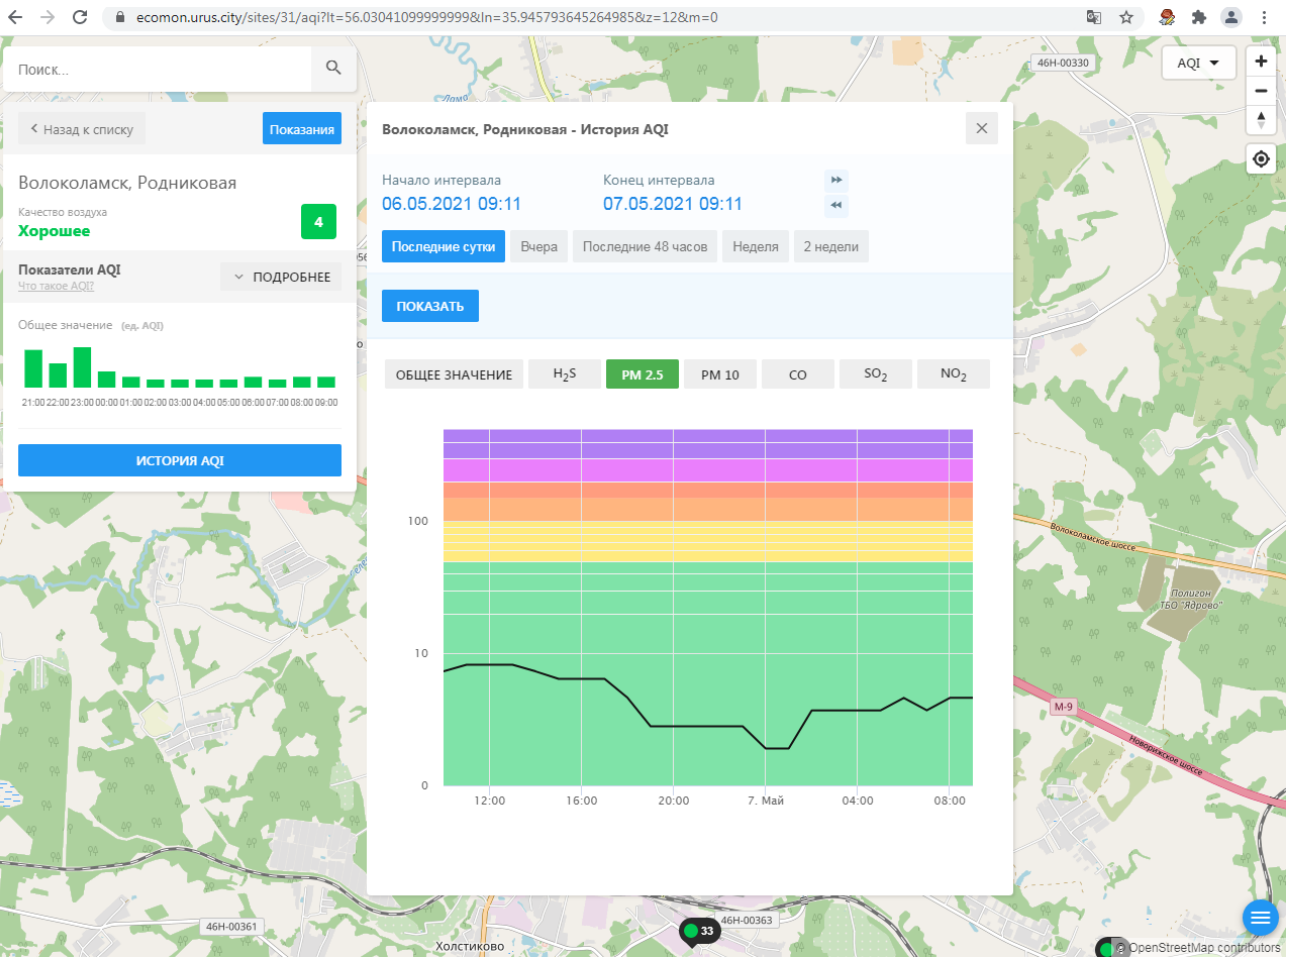 ecomon.urus.city/sites/31/aqi?lt=56.03041099999999&ln=35.945793645264985&z=12&m=0
Поиск...
46Н-00330
AQI
Назад к списку
Показания
Волоколамск, Родниковая - История AQI
Волоколамск, Родниковая
Качество воздуха
Хорошее
4
Начало интервала
Конец интервала
06.05.2021 09:11
07.05.2021 09:11
Последние сутки
Вчера
Последние 48 часов
Неделя
2 недели
Показатели AQI
Что такое AQI?
ПОДРОБНЕЕ
ПОКАЗАТЬ
Общее значение (ед. AQI)
21:00 22:00 23:00 00:00 01:00 02:00 03:00 04:00 05:00 06:00 07:00 08:00 09:00
ИСТОРИЯ AQI
ОБЩЕЕ ЗНАЧЕНИЕ
H2S
PM 2.5
PM 10
CO
SO2
NO2
100
10
0
12:00
16:00
20:00
7. Май
04:00
08:00
Волоколамское шоссе
Полигон
ТБО "Ядрово"
М-9
Новорижское шоссе
46Н-00361
46Н-00363
33
Холстиково
© OpenStreetMap contributors